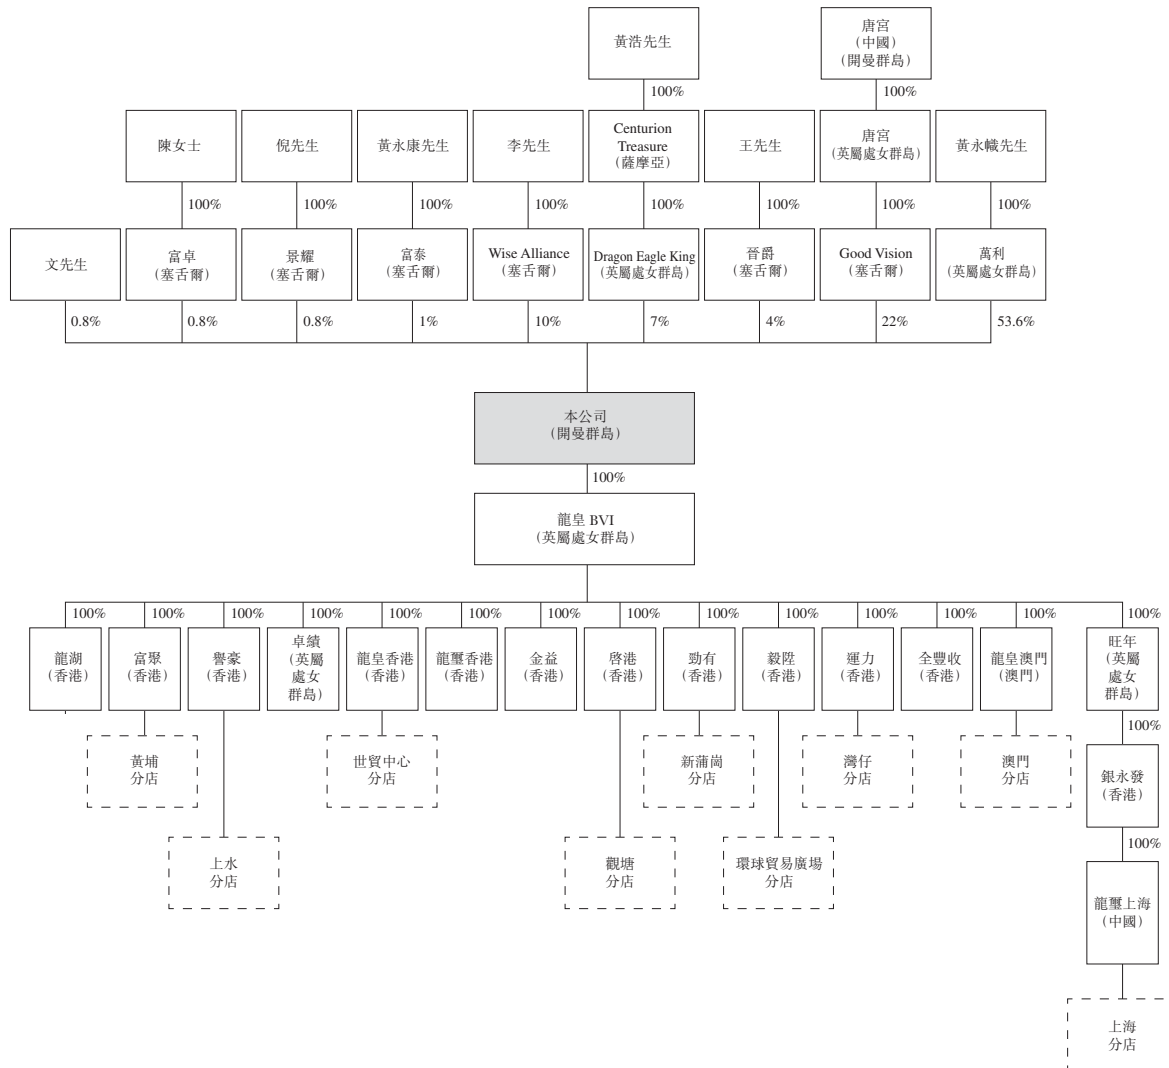 黃浩先生
唐宮
(中國)
(開曼群島)
100%
100%
陳女士
倪先生
黃永康先生
李先生
Centurion
Treasure
(薩摩亞)
王先生
唐宮
(英屬處女群島)
黃永幟先生
100%
100%
100%
100%
100%
100%
100%
100%
文先生
富卓
(塞舌爾)
景耀
(塞舌爾)
富泰
(塞舌爾)
Wise Alliance
(塞舌爾)
Dragon Eagle King
(英屬處女群島)
晉爵
(塞舌爾)
Good Vision
(塞舌爾)
萬利
(英屬處女群島)
0.8%
0.8%
0.8%
1%
10%
7%
4%
22%
53.6%
本公司
(開曼群島)
100%
龍皇 BVI
(英屬處女群島)
100%
100%
100%
100%
100%
100%
100%
100%
100%
100%
100%
100%
100%
100%
龍湖
(香港)
富聚
(香港)
譽豪
(香港)
卓績
(英屬
處女
群島)
龍皇香港
(香港)
龍璽香港
(香港)
金益
(香港)
啓港
(香港)
勁有
(香港)
毅陞
(香港)
運力
(香港)
全豐收
(香港)
龍皇澳門
(澳門)
旺年
(英屬
處女
群島)
100%
黃埔
分店
世貿中心
分店
新蒲崗
分店
灣仔
分店
澳門
分店
銀永發
(香港)
100%
上水
分店
觀塘
分店
環球貿易廣場
分店
龍璽上海
(中國)
上海
分店